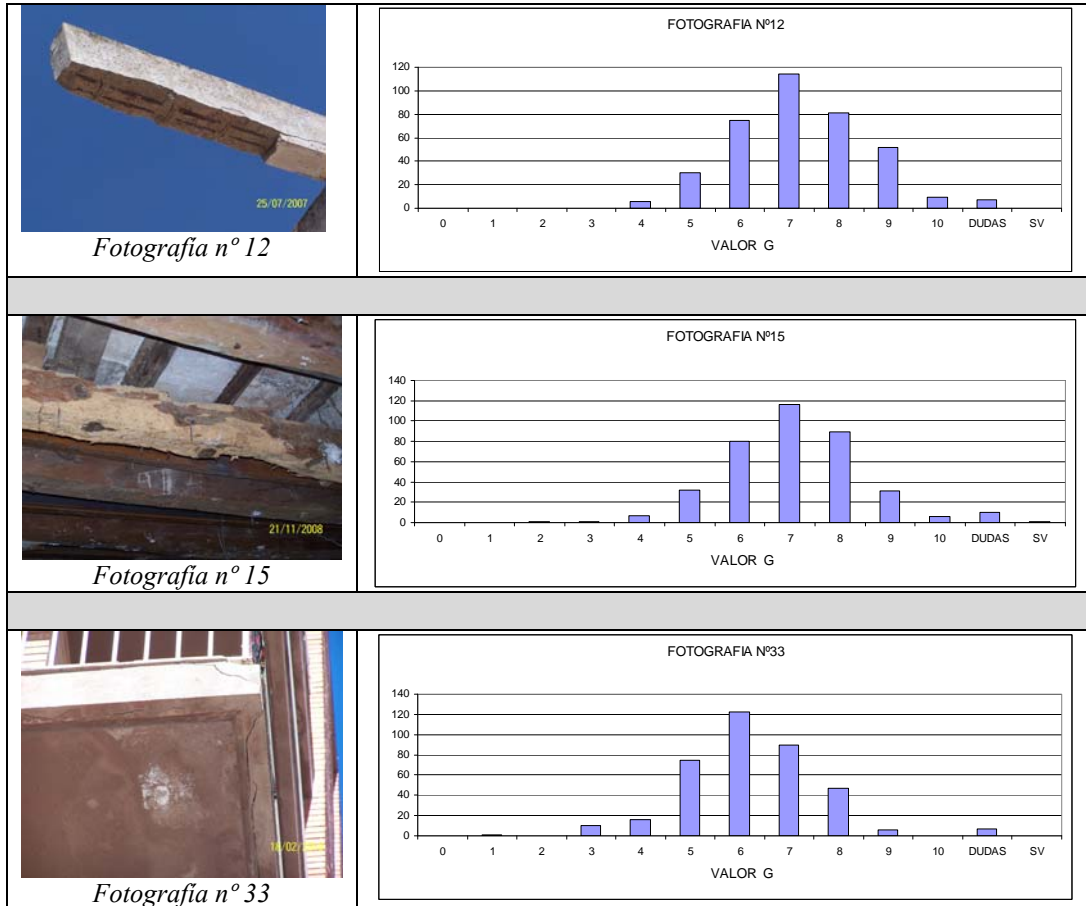 FOTOGRAFIA Nº12
120
100
80
60
40
20
0
0 1 2 3 4 5 6 7 8 9 10 DUDAS SV
VALOR G
25/07/2007
Fotografía nº 12
FOTOGRAFIA Nº15
140
120
100
80
60
40
20
0
0 1 2 3 4 5 6 7 8 9 10 DUDAS SV
VALOR G
21/11/2008
Fotografía nº 15
FOTOGRAFIA Nº33
140
120
100
80
60
40
20
0
0 1 2 3 4 5 6 7 8 9 10 DUDAS SV
VALOR G
18/02/
Fotografía nº 33